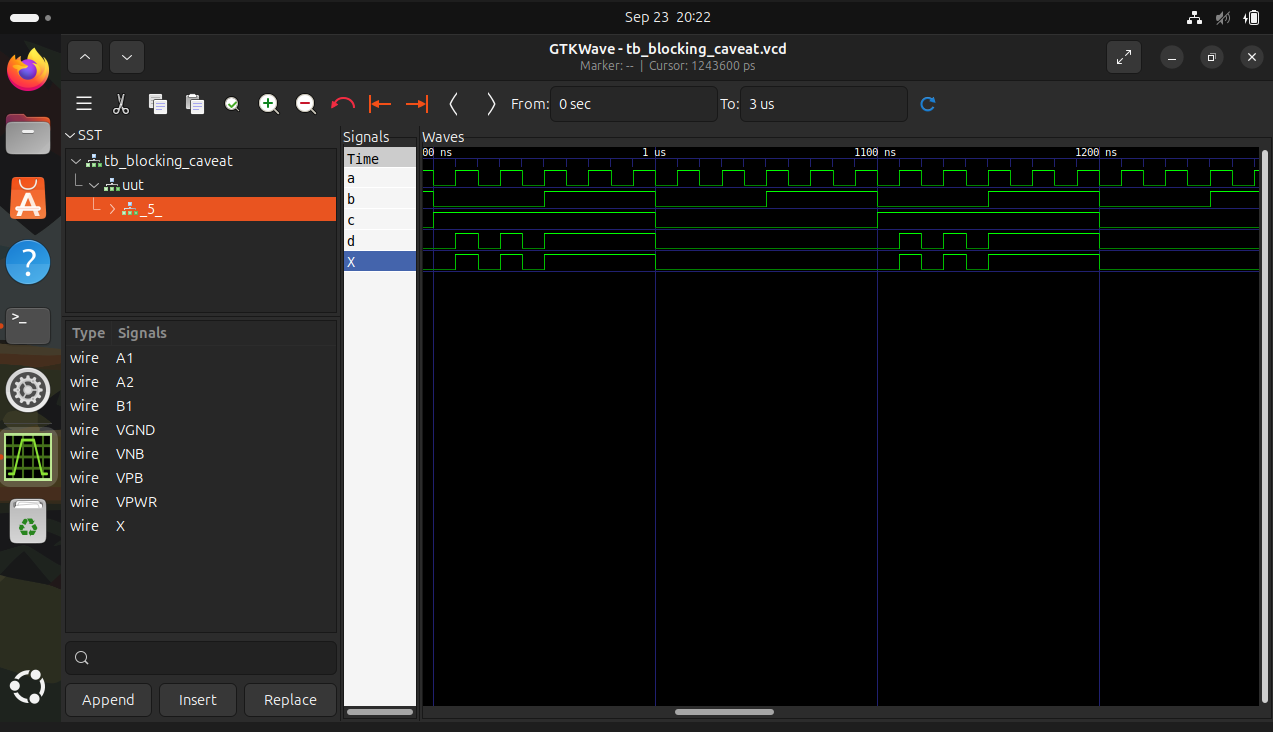 Sep 23 20:22
GTKWave - tb_blocking_caveat.vcd
Marker: -- | Cursor: 1243600 ps
From: 0 sec To: 3 us
SST
tb_blocking_caveat
uut
_5_
Type Signals
wire A1
wire A2
wire B1
wire VGND
wire VNB
wire VPB
wire VPWR
wire X
Append Insert Replace
Signals
Time
a
b
c
d
X
Waves
00 ns 1 us 1100 ns 1200 ns